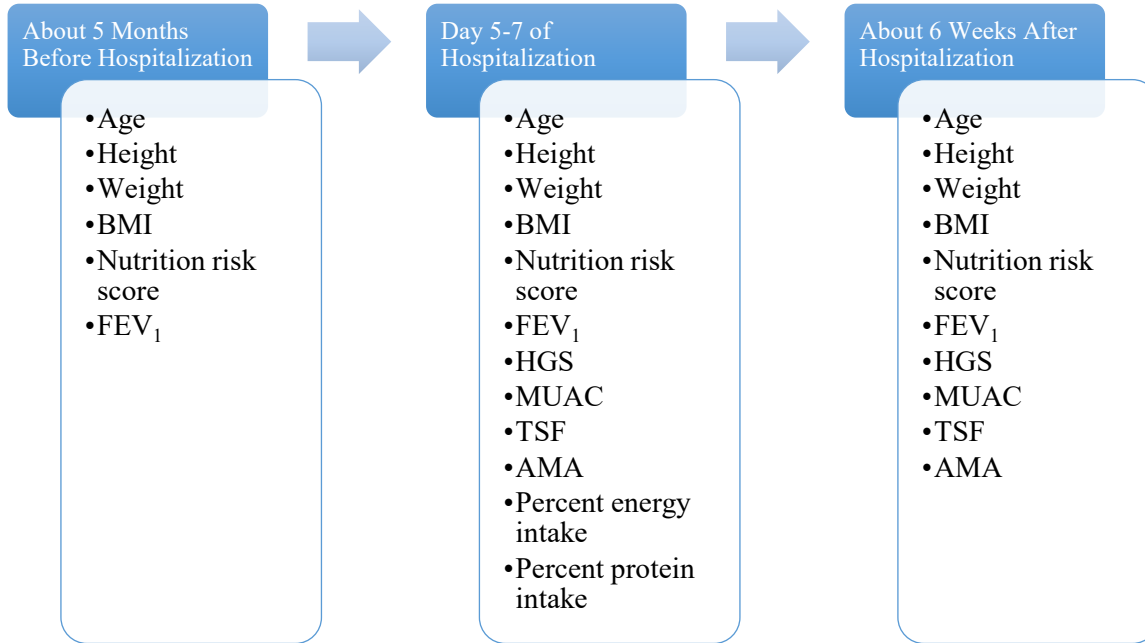 About 5 Months
Before Hospitalization
•Age
•Height
•Weight
•BMI
•Nutrition risk
score
•FEV₁
Day 5-7 of
Hospitalization
•Age
•Height
•Weight
•BMI
•Nutrition risk
score
•FEV₁
•HGS
•MUAC
•TSF
•AMA
•Percent energy
intake
•Percent protein
intake
About 6 Weeks After
Hospitalization
•Age
•Height
•Weight
•BMI
•Nutrition risk
score
•FEV₁
•HGS
•MUAC
•TSF
•AMA